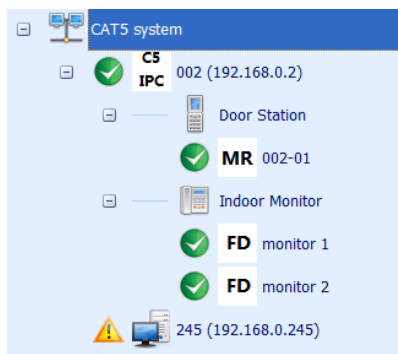 CAT5 system
C5 IPC 002 (192.168.0.2)
Door Station
MR 002-01
Indoor Monitor
FD monitor 1
FD monitor 2
245 (192.168.0.245)